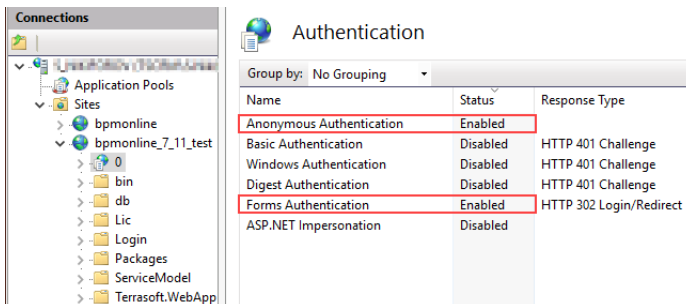 Connections
Application Pools
Sites
bpmonline
bpmonline_7_11_test
0
bin
db
Lic
Login
Packages
ServiceModel
Terrasoft.WebApp
Authentication
Group by: No Grouping
Name Status Response Type
Anonymous Authentication Enabled
Basic Authentication Disabled HTTP 401 Challenge
Windows Authentication Disabled HTTP 401 Challenge
Digest Authentication Disabled HTTP 401 Challenge
Forms Authentication Enabled HTTP 302 Login/Redirect
ASP.NET Impersonation Disabled